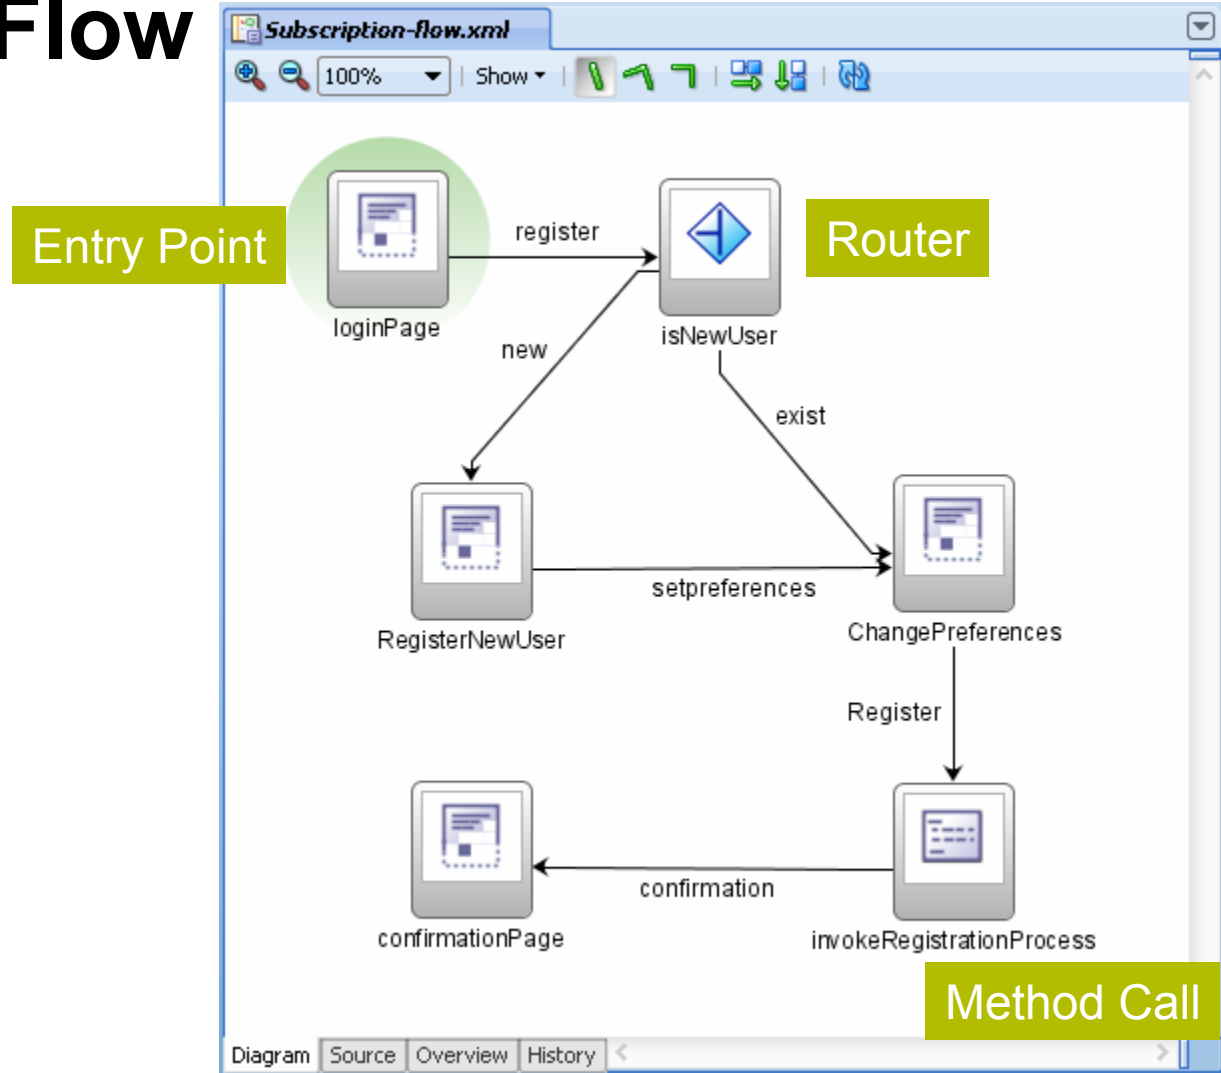 Flow
Subscription-flow.xml
100%
Show
Entry Point
register
Router
loginPage
isNewUser
new
exist
setpreferences
RegisterNewUser
ChangePreferences
Register
confirmation
confirmationPage
invokeRegistrationProcess
Method Call
Diagram Source Overview History